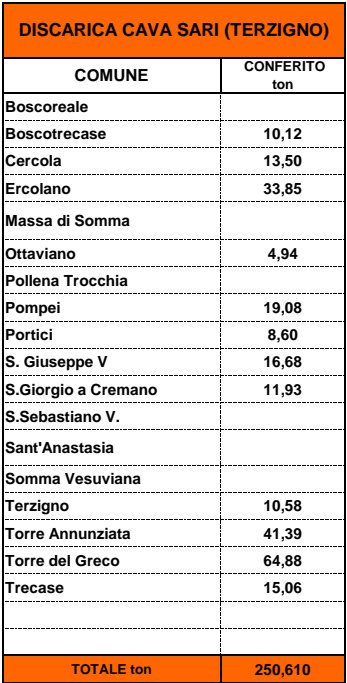 DISCARICA CAVA SARI (TERZIGNO)
COMUNE CONFERITO
ton
Boscoreale
Boscotrecase 10,12
Cercola 13,50
Ercolano 33,85
Massa di Somma
Ottaviano 4,94
Pollena Trocchia
Pompei 19,08
Portici 8,60
S. Giuseppe V 16,68
S.Giorgio a Cremano 11,93
S.Sebastiano V.
Sant'Anastasia
Somma Vesuviana
Terzigno 10,58
Torre Annunziata 41,39
Torre del Greco 64,88
Trecase 15,06
TOTALE ton 250,610